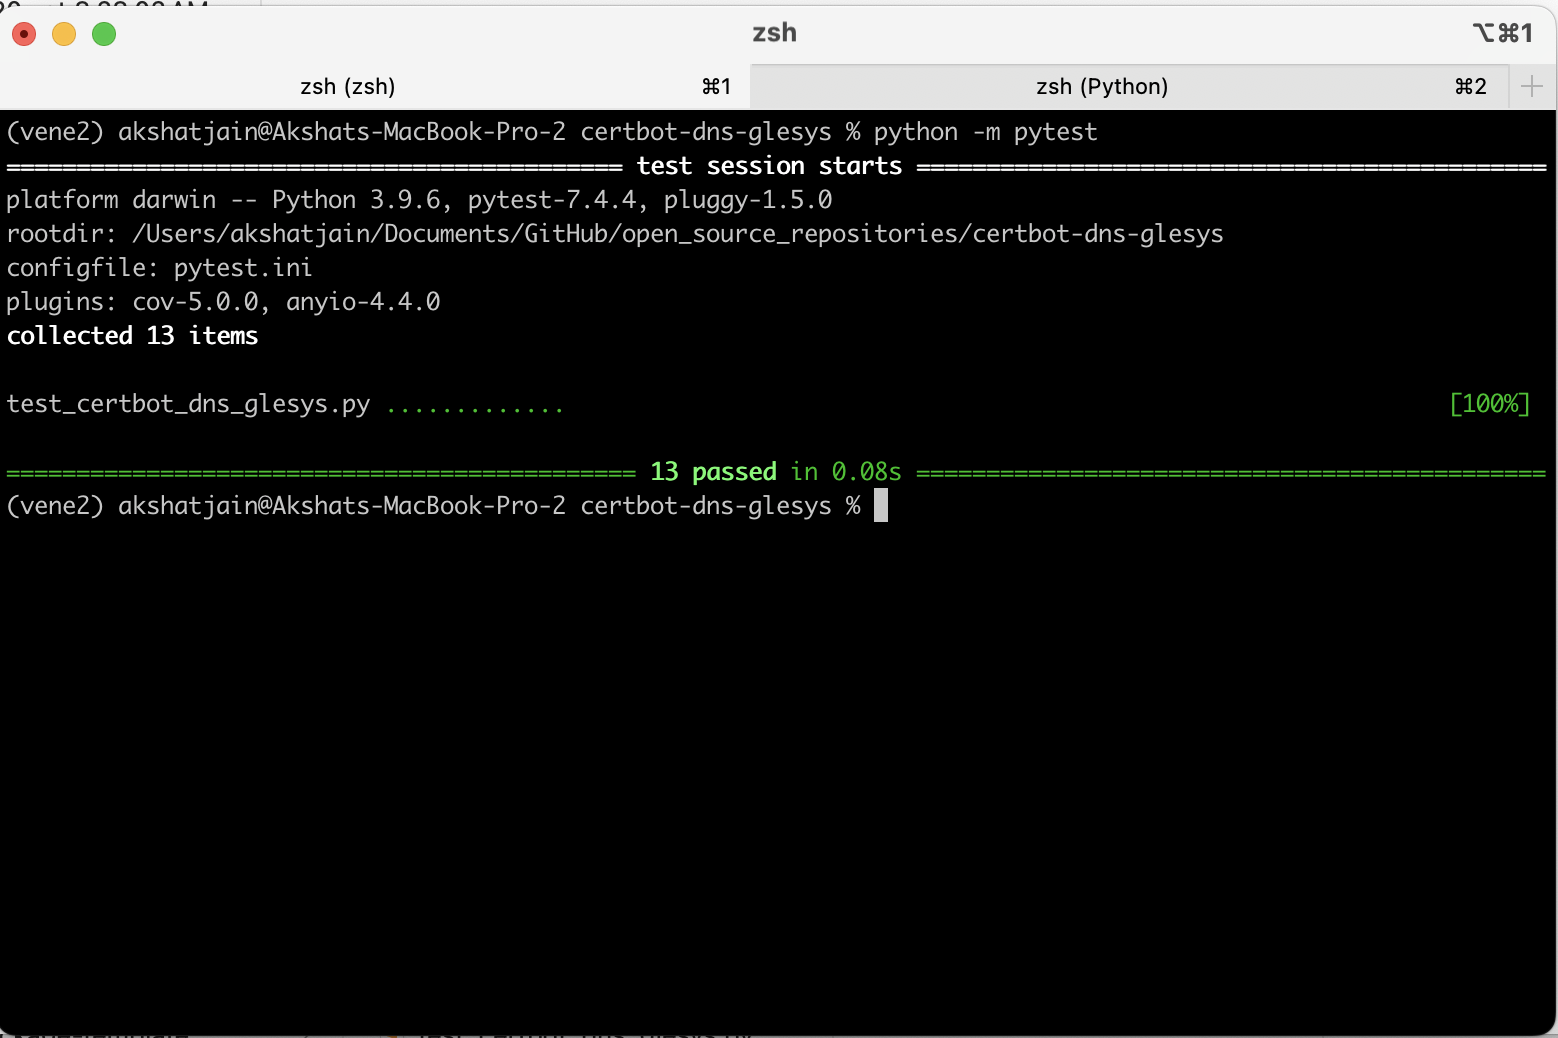 zsh
⌥⌘1
zsh (zsh) ⌘1
zsh (Python) ⌘2
(vene2) akshatjain@Akshats-MacBook-Pro-2 certbot-dns-glesys % python -m pytest
============================================ test session starts =============================================
platform darwin -- Python 3.9.6, pytest-7.4.4, pluggy-1.5.0
rootdir: /Users/akshatjain/Documents/GitHub/open_source_repositories/certbot-dns-glesys
configfile: pytest.ini
plugins: cov-5.0.0, anyio-4.4.0
collected 13 items
test_certbot_dns_glesys.py ............. [100%]
============================================= 13 passed in 0.08s =============================================
(vene2) akshatjain@Akshats-MacBook-Pro-2 certbot-dns-glesys %